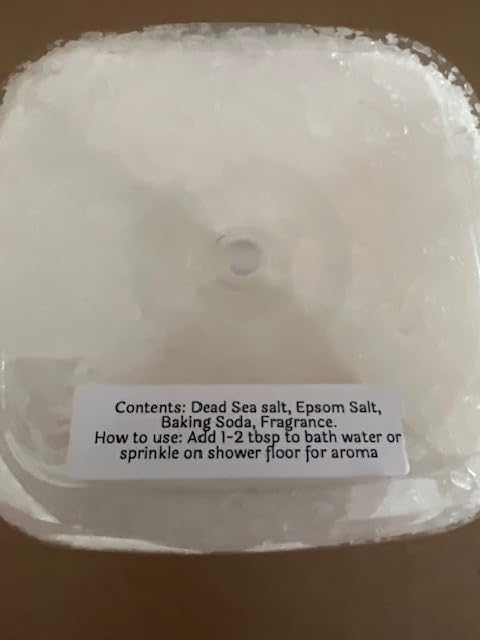 Contents: Dead Sea salt, Epsom Salt,
Baking Soda, Fragrance.
How to use: Add 1-2 tbsp to bath water or
sprinkle on shower floor for aroma